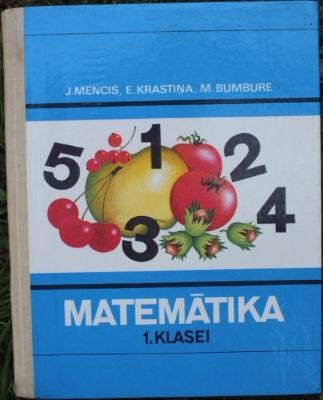 J. MENCIS, E. KRASTIŅA, M. BUMBURE
5 1 2
3 4
MATEMĀTIKA
1. KLASEI